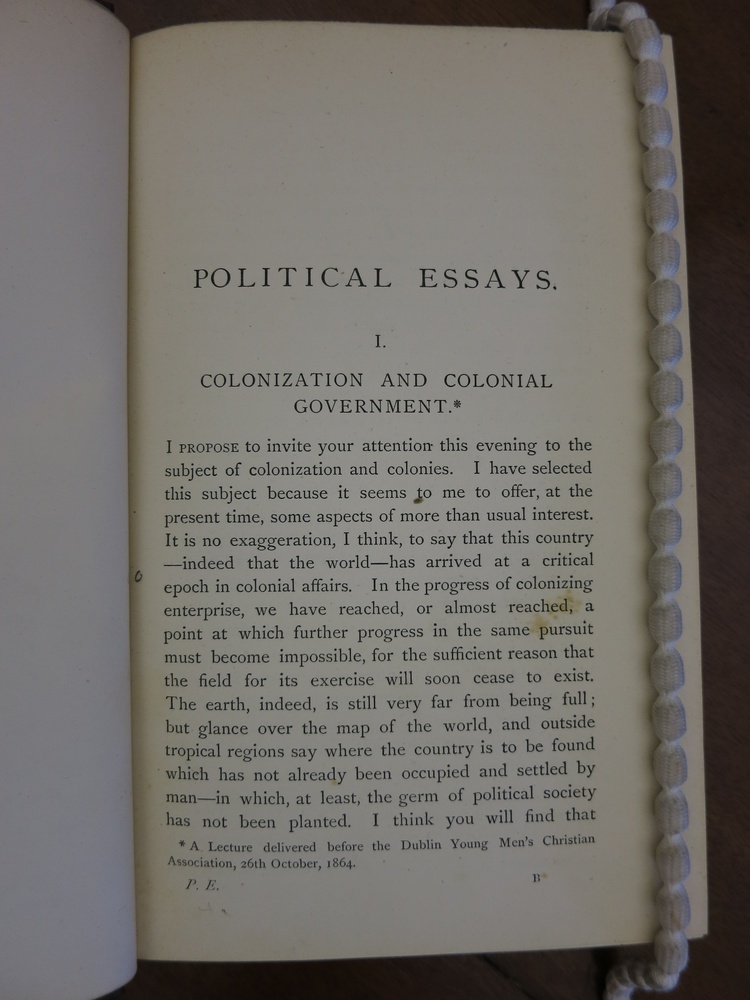 POLITICAL ESSAYS.
I.
COLONIZATION AND COLONIAL
GOVERNMENT.*
I PROPOSE to invite your attention this evening to the
subject of colonization and colonies. I have selected
this subject because it seems to me to offer, at the
present time, some aspects of more than usual interest.
It is no exaggeration, I think, to say that this country
—indeed that the world—has arrived at a critical
epoch in colonial affairs. In the progress of colonizing
enterprise, we have reached, or almost reached, a
point at which further progress in the same pursuit
must become impossible, for the sufficient reason that
the field for its exercise will soon cease to exist.
The earth, indeed, is still very far from being full;
but glance over the map of the world, and outside
tropical regions say where the country is to be found
which has not already been occupied and settled by
man—in which, at least, the germ of political society
has not been planted. I think you will find that
* A Lecture delivered before the Dublin Young Men's Christian
Association, 26th October, 1864.
P. E. B